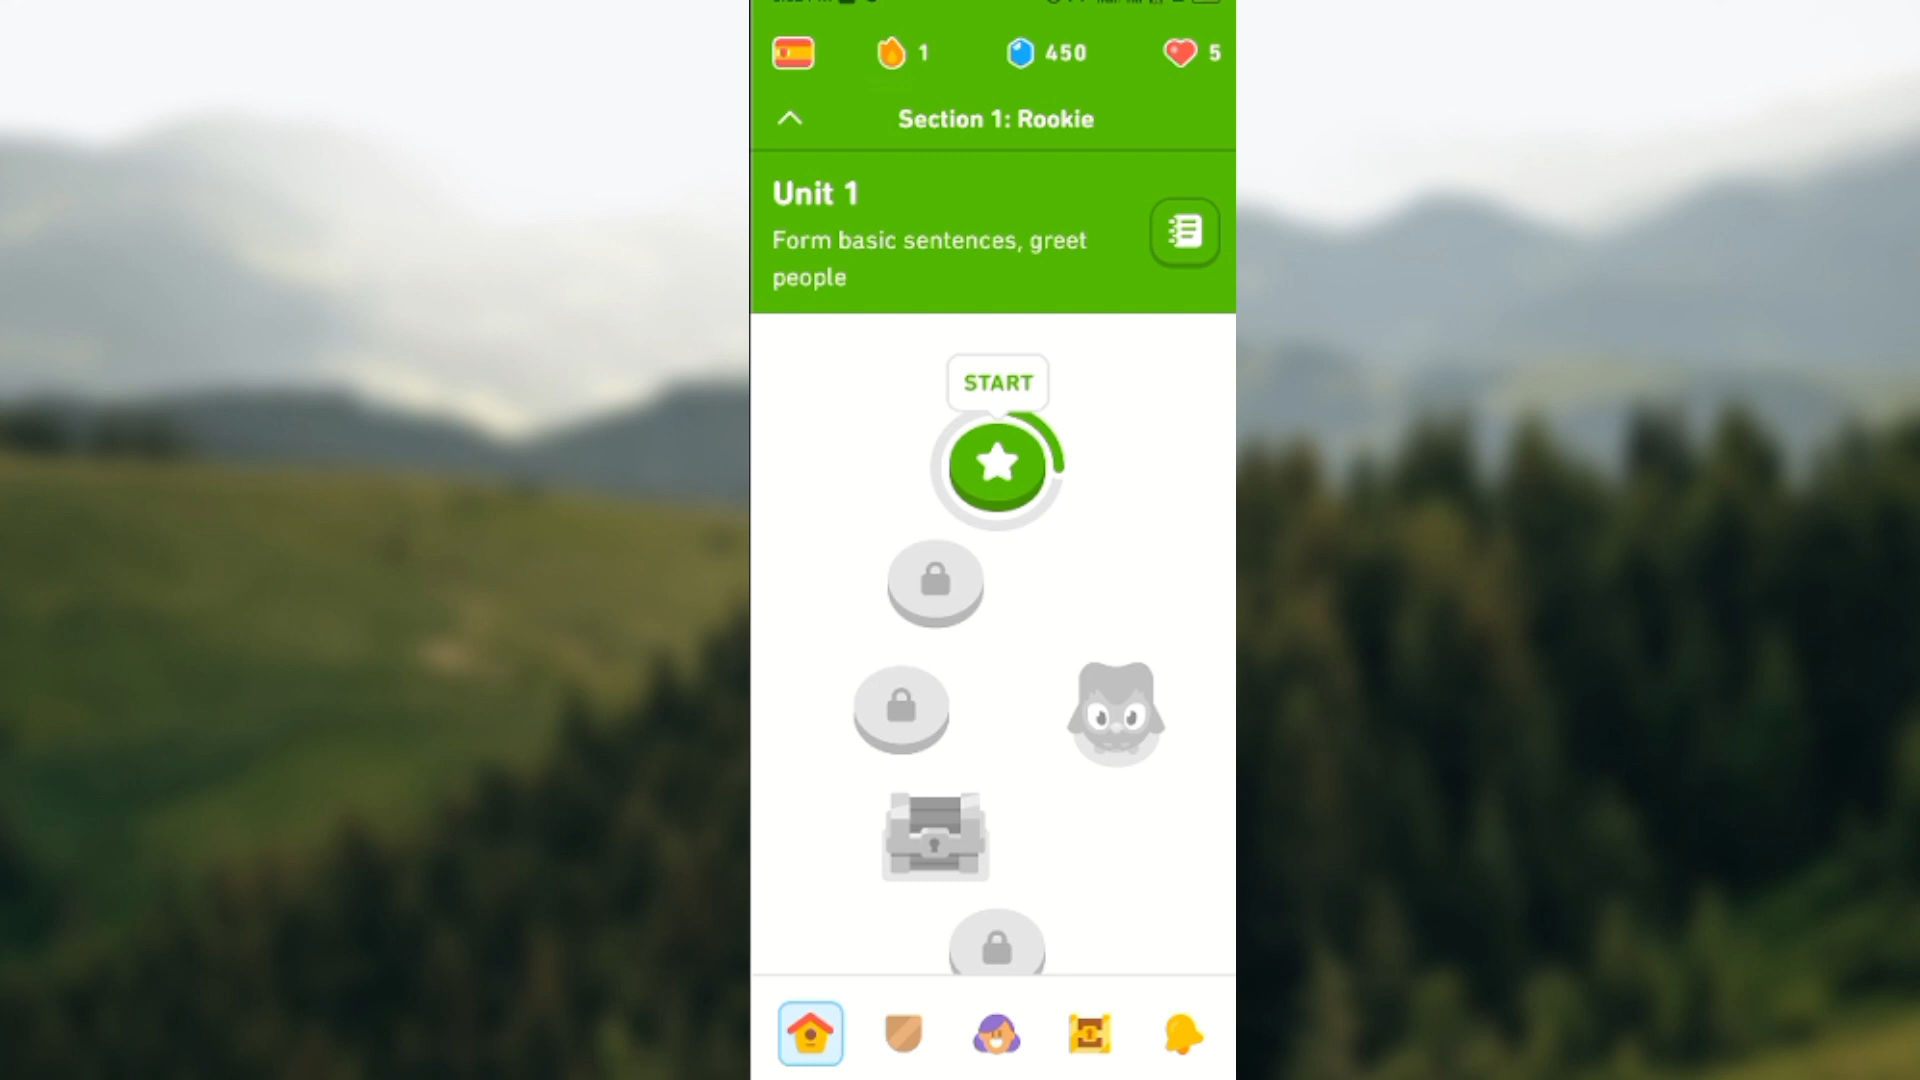 1
450
5
Section 1: Rookie
Unit 1
Form basic sentences, greet
people
START